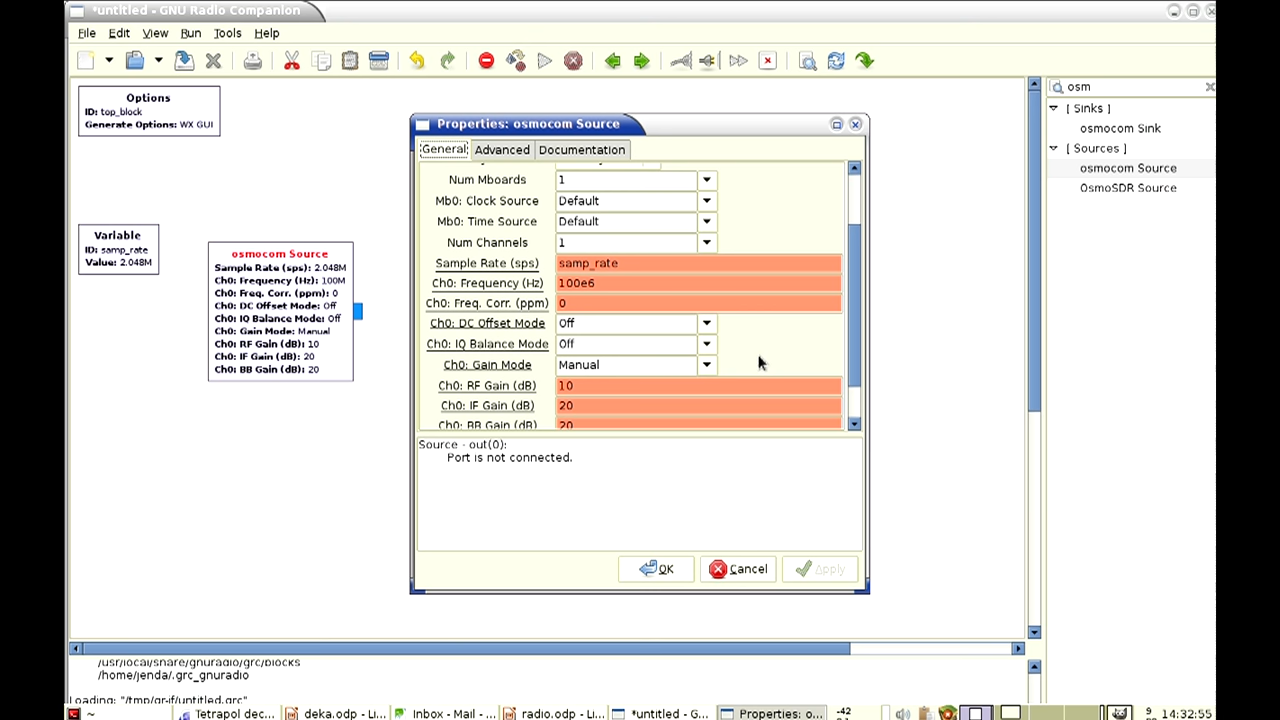 *untitled - GNU Radio Companion
File Edit View Run Tools Help
Options
ID: top_block
Generate Options: WX GUI
Variable
ID: samp_rate
Value: 2.048M
osmocom Source
Sample Rate (sps): 2.048M
Ch0: Frequency (Hz): 100M
Ch0: Freq. Corr. (ppm): 0
Ch0: DC Offset Mode: Off
Ch0: IQ Balance Mode: Off
Ch0: Gain Mode: Manual
Ch0: RF Gain (dB): 10
Ch0: IF Gain (dB): 20
Ch0: BB Gain (dB): 20
Properties: osmocom Source
General Advanced Documentation
Num Mboards 1
Mb0: Clock Source Default
Mb0: Time Source Default
Num Channels 1
Sample Rate (sps) samp_rate
Ch0: Frequency (Hz) 100e6
Ch0: Freq. Corr. (ppm) 0
Ch0: DC Offset Mode Off
Ch0: IQ Balance Mode Off
Ch0: Gain Mode Manual
Ch0: RF Gain (dB) 10
Ch0: IF Gain (dB) 20
Ch0: BB Gain (dB) 20
Source - out(0):
Port is not connected.
OK Cancel Apply
osm
[ Sinks ]
osmocom Sink
[ Sources ]
osmocom Source
OsmoSDR Source
/usr/local/share/gnuradio/grc/blocks
/home/jenda/.grc_gnuradio
Loading: "/tmp/gr-if/untitled.grc"
~ Tetrapol dec... deka.odp - Li... Inbox - Mail - ... radio.odp - Li... *untitled - G... Properties: o... -42 9 14:32:55